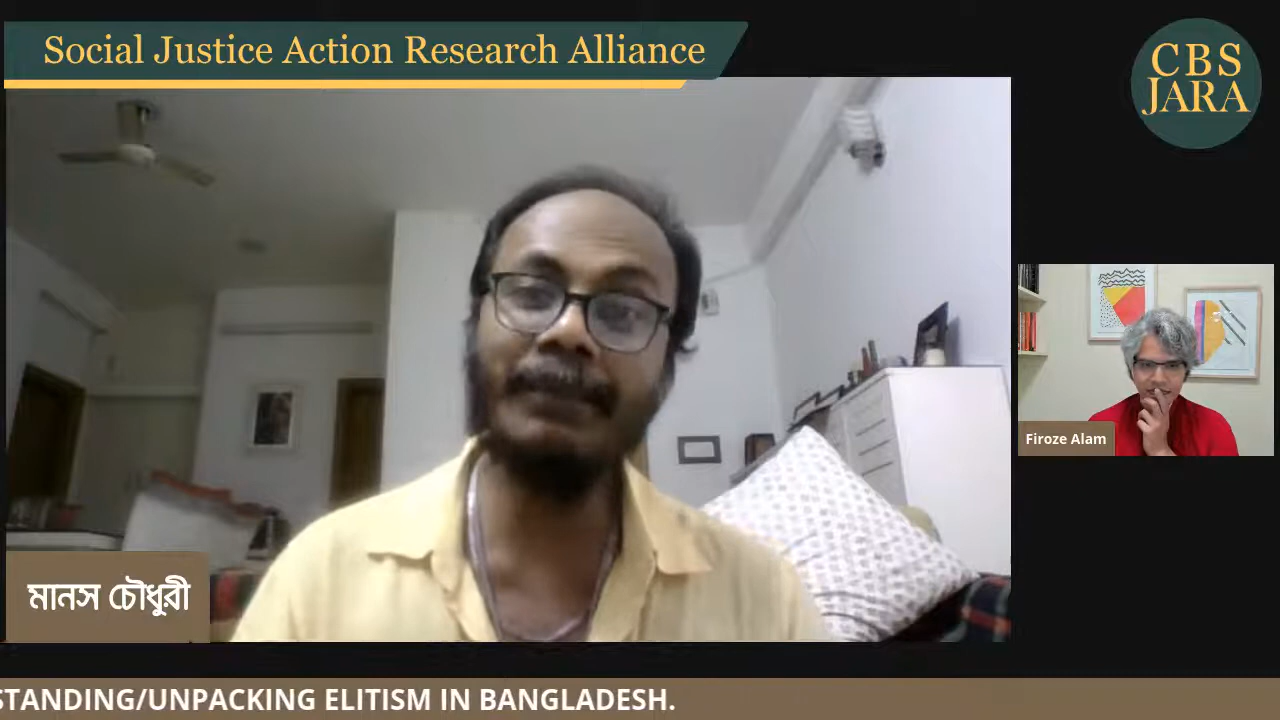 Social Justice Action Research Alliance
CBS
JARA
Firoze Alam
মানস চৌধুরী
STANDING/UNPACKING ELITISM IN BANGLADESH.